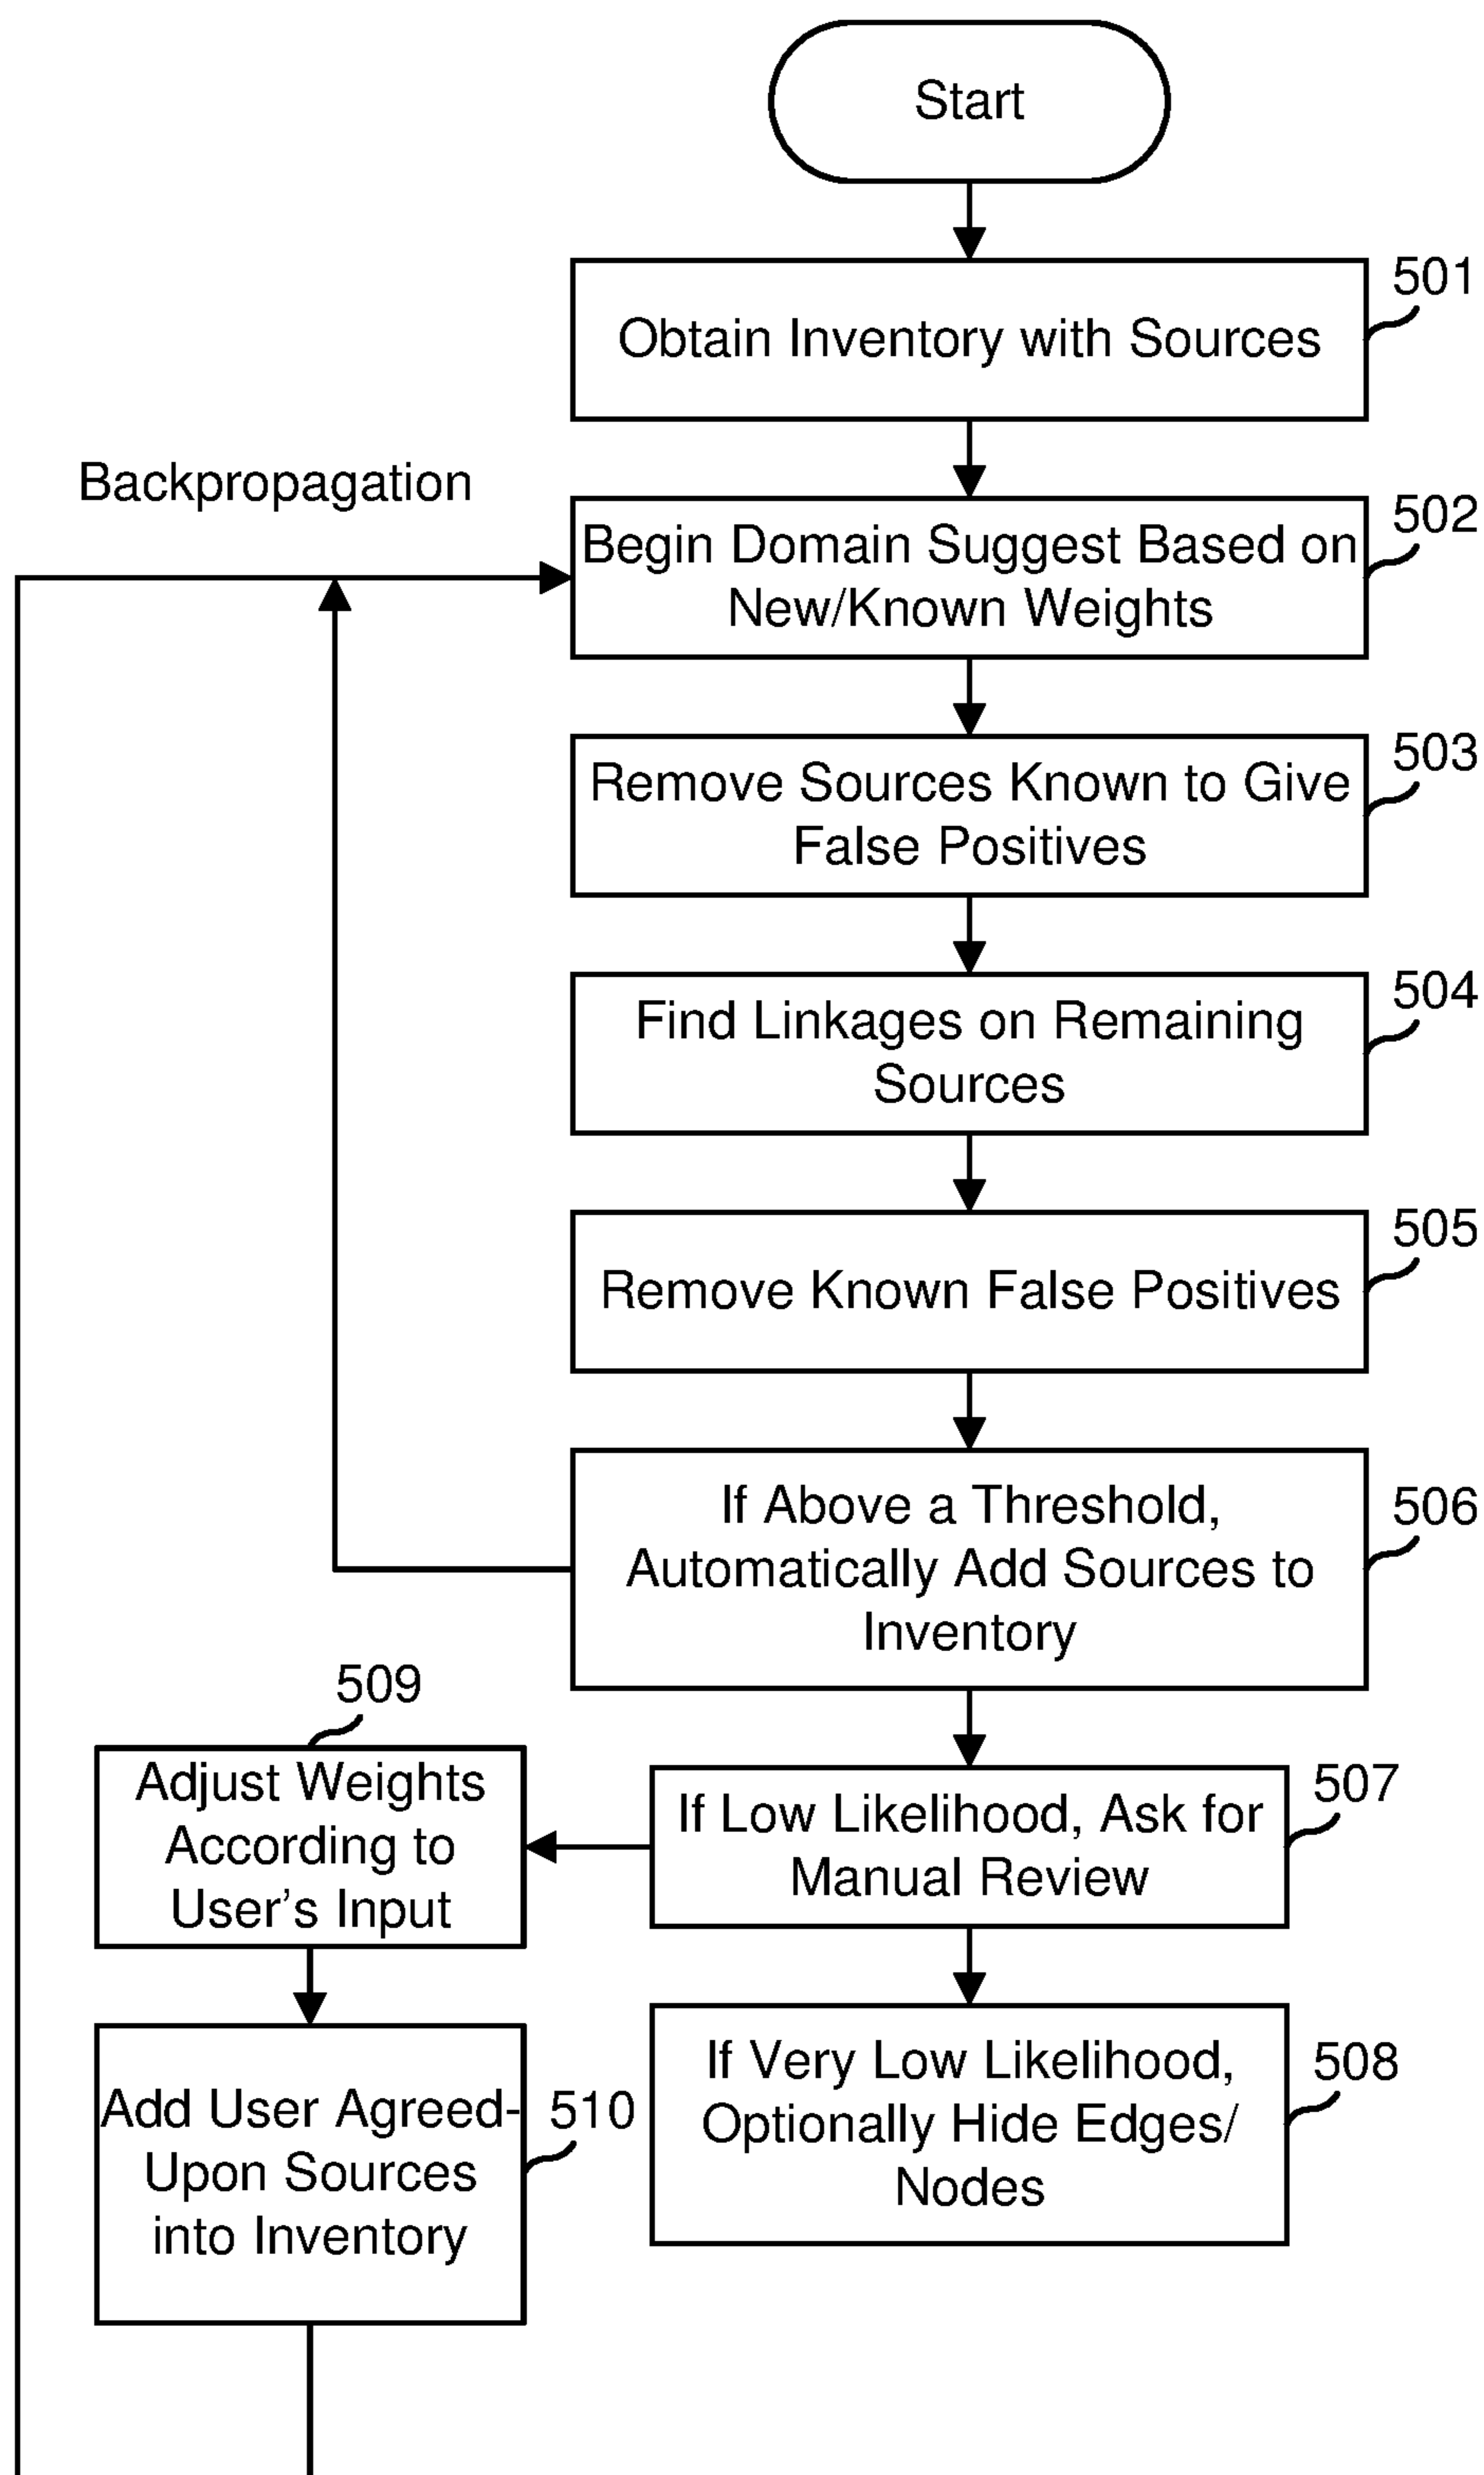 Start
501
Obtain Inventory with Sources
Backpropagation
502
Begin Domain Suggest Based on
New/Known Weights
503
Remove Sources Known to Give
False Positives
504
Find Linkages on Remaining
Sources
505
Remove Known False Positives
506
If Above a Threshold,
Automatically Add Sources to
Inventory
509
Adjust Weights
According to
User's Input
507
If Low Likelihood, Ask for
Manual Review
510
Add User Agreed-
Upon Sources
into Inventory
508
If Very Low Likelihood,
Optionally Hide Edges/
Nodes